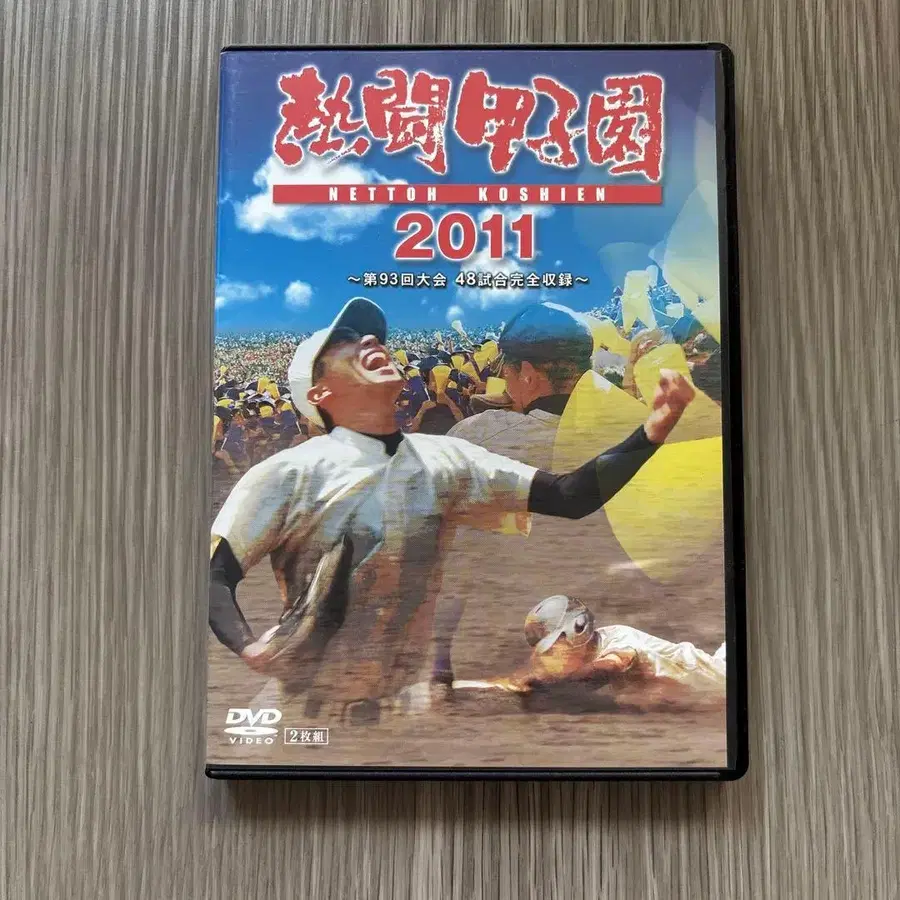 熱闘甲子園
NETTOH KOSHIEN
2011
~第93回大会 48試合完全収録~
DVD
VIDEO
2枚組